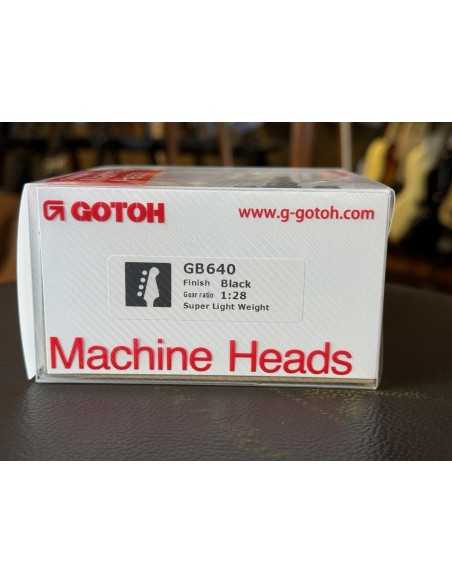 GOTOH
www.g-gotoh.com
GB640
Finish Black
Gear ratio 1:28
Super Light Weight
Machine Heads